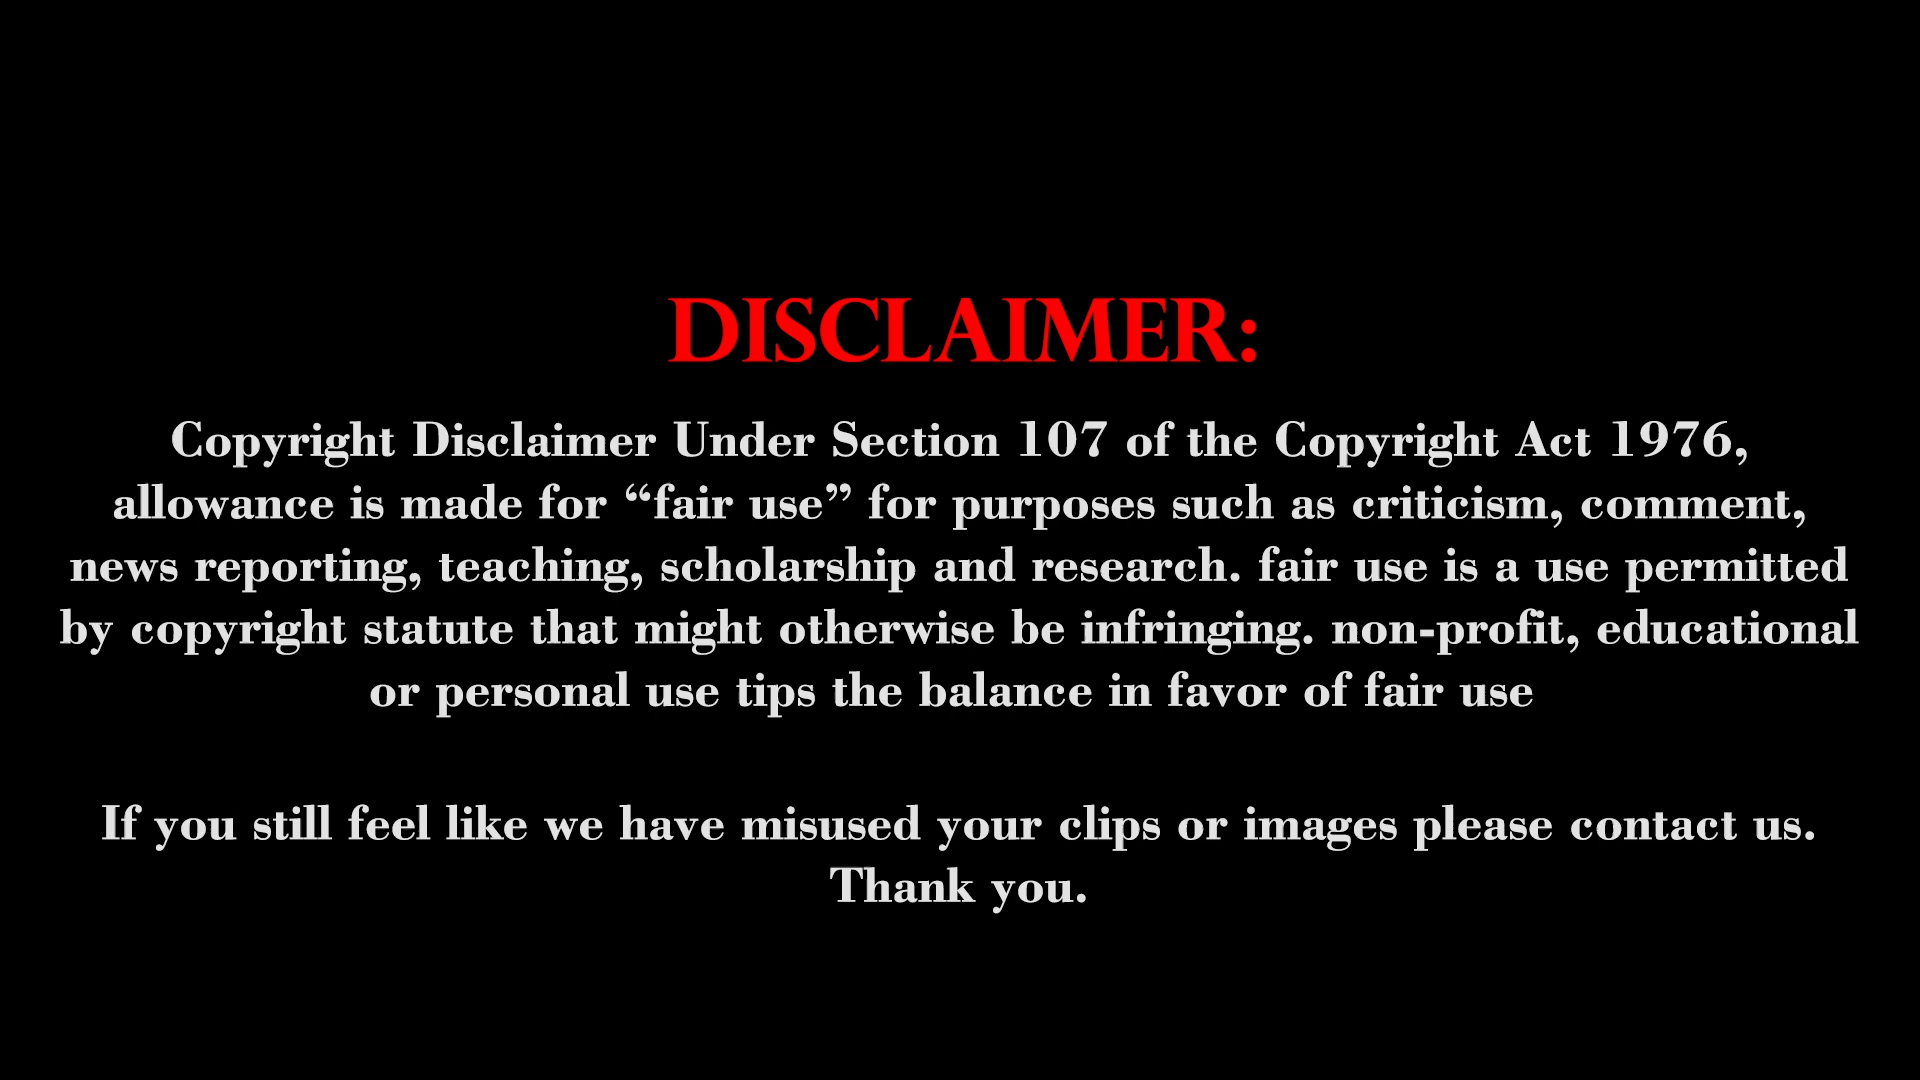 DISCLAIMER:
Copyright Disclaimer Under Section 107 of the Copyright Act 1976,
allowance is made for “fair use” for purposes such as criticism, comment,
news reporting, teaching, scholarship and research. fair use is a use permitted
by copyright statute that might otherwise be infringing. non-profit, educational
or personal use tips the balance in favor of fair use
If you still feel like we have misused your clips or images please contact us.
Thank you.